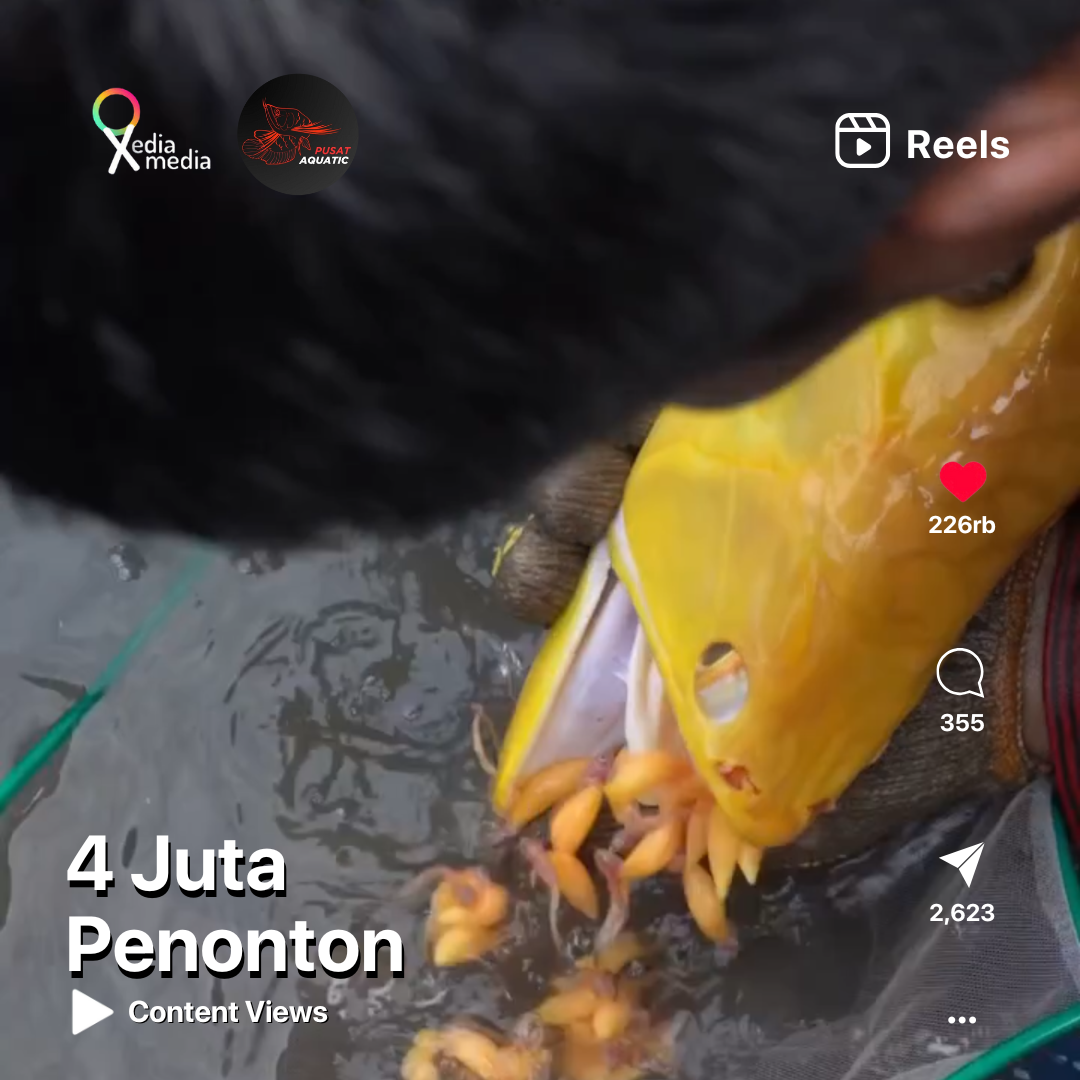 Xedia
media
PUSAT
AQUATIC
Reels
226rb
355
2,623
4 Juta
Penonton
Content Views